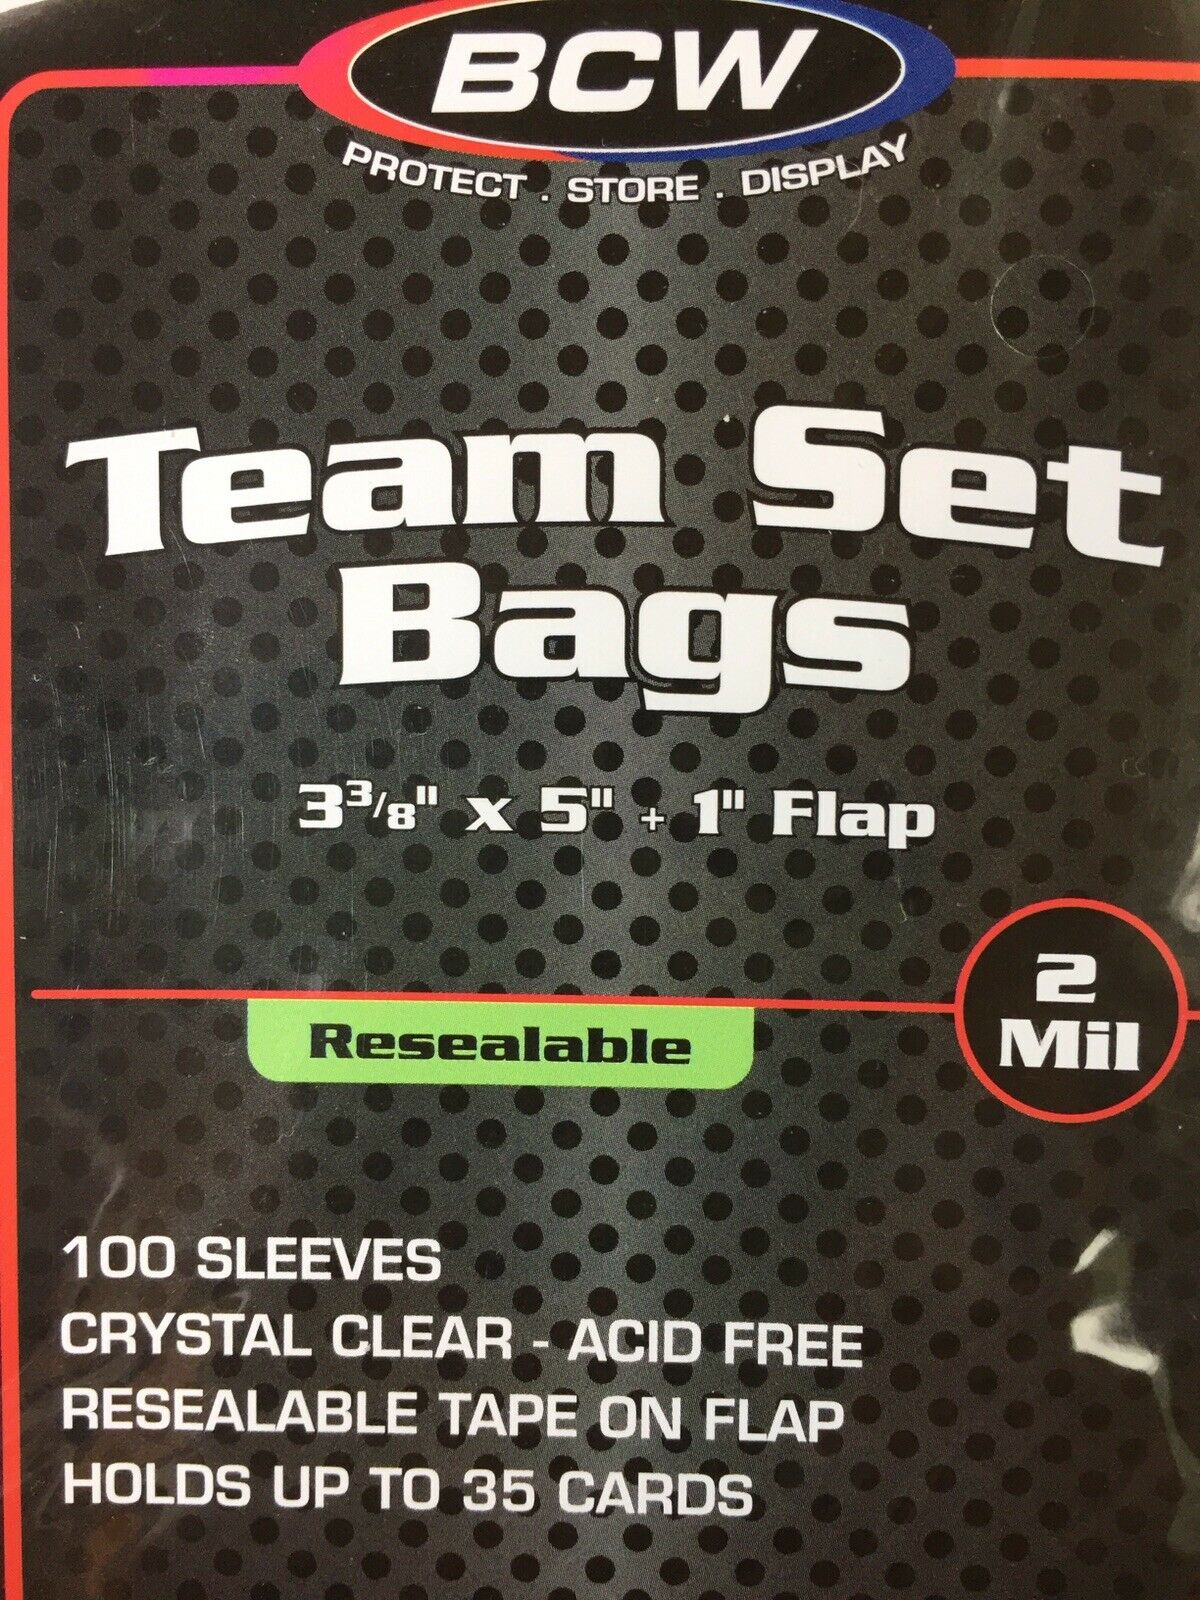 BCW
PROTECT . STORE . DISPLAY
Team Set
Bags
3 3/8" x 5" + 1" Flap
2
Mil
Resealable
100 SLEEVES
CRYSTAL CLEAR - ACID FREE
RESEALABLE TAPE ON FLAP
HOLDS UP TO 35 CARDS